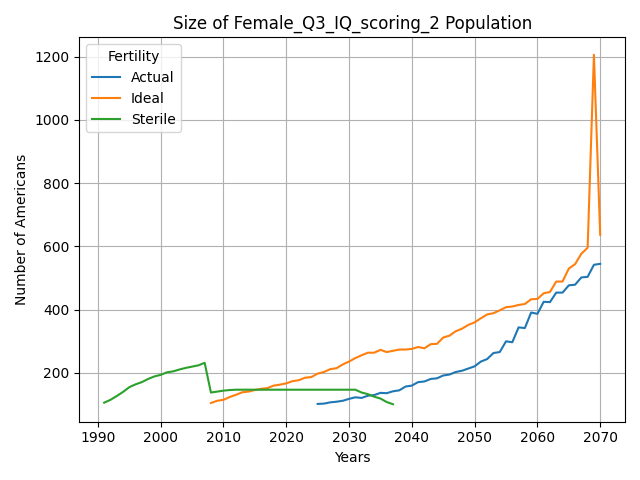 Size of Female_Q3_IQ_scoring_2 Population
Fertility
Actual
Ideal
Sterile
Number of Americans
1200
1000
800
600
400
200
1990 2000 2010 2020 2030 2040 2050 2060 2070
Years